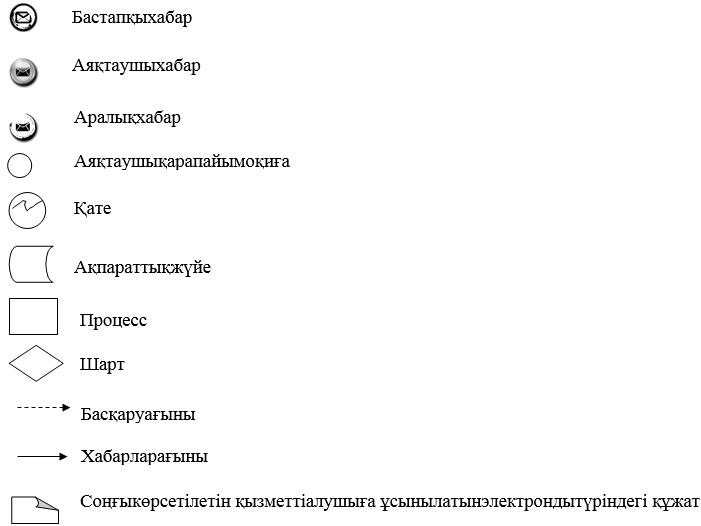 Бастапқыхабар
Аяқтаушыхабар
Аралықхабар
Аяқтаушықарапайымоқиға
Қате
Ақпараттықжүйе
Процесс
Шарт
Басқаруағыны
Хабарларағыны
Соңғыкөрсетілетін қызметтіалушыға ұсынылатынэлектрондытүріндегі құжат